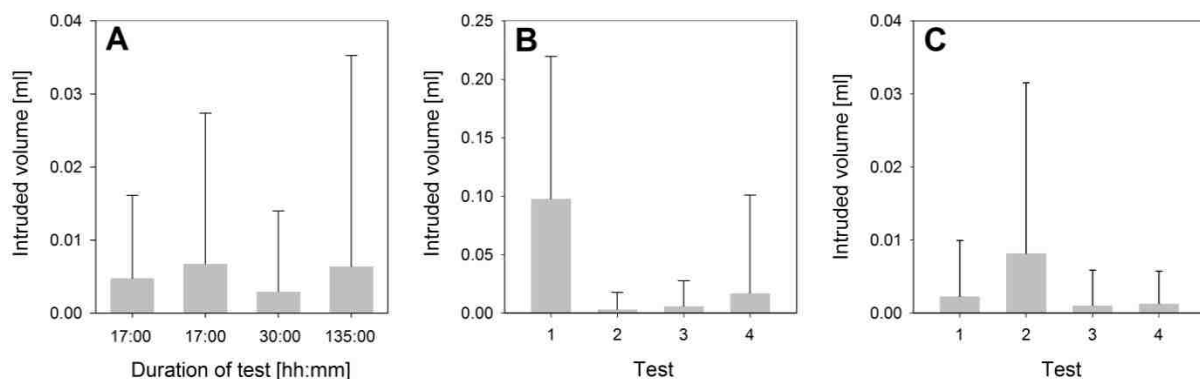 A
Intruded volume [ml]
0.04
0.03
0.02
0.01
0.00
17:00 17:00 30:00 135:00
Duration of test [hh:mm]
B
Intruded volume [ml]
0.25
0.20
0.15
0.10
0.05
0.00
1 2 3 4
Test
C
Intruded volume [ml]
0.04
0.03
0.02
0.01
0.00
1 2 3 4
Test